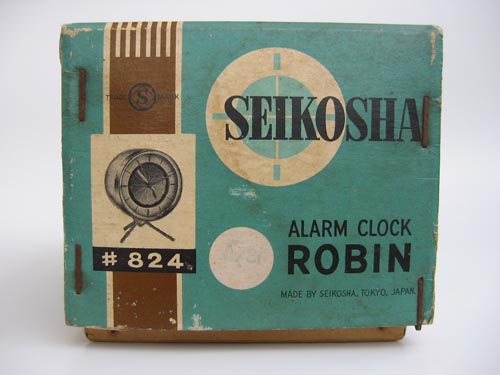 TRADE S MARK
SEIKOSHA
# 824
ALARM CLOCK
ROBIN
MADE BY SEIKOSHA, TOKYO, JAPAN.